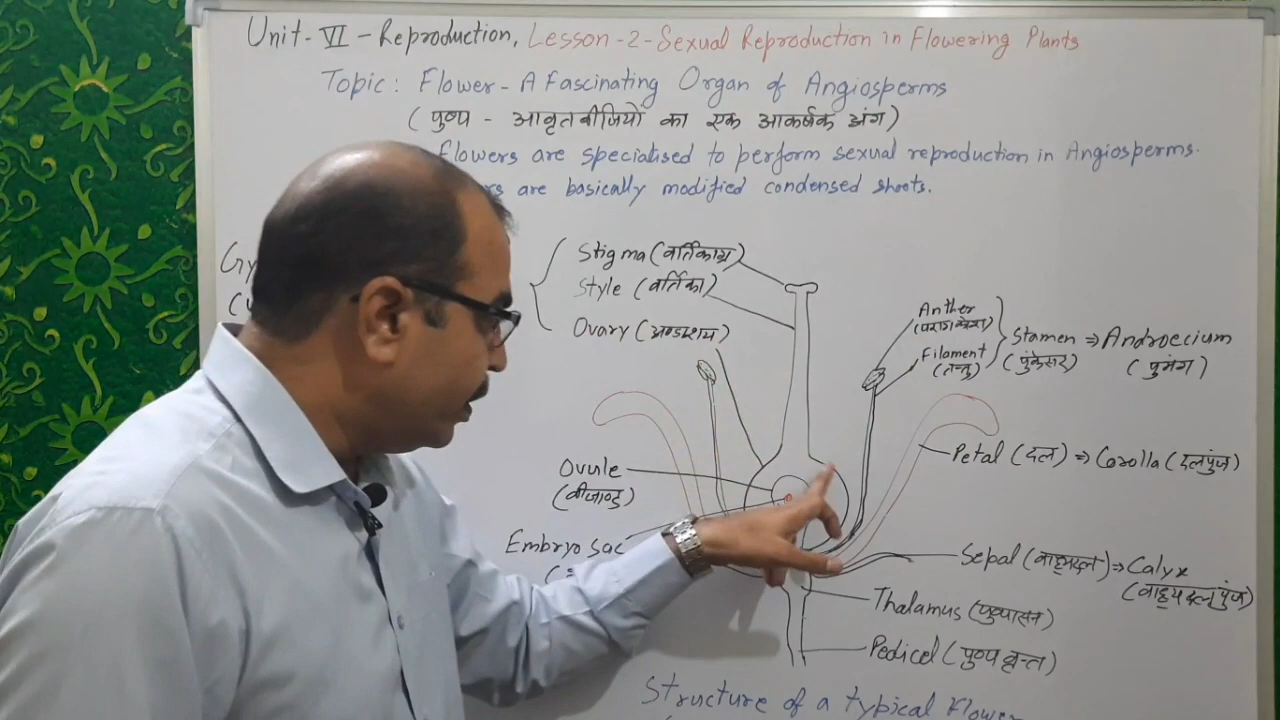 Unit-VI-Reproduction, Lesson-2-Sexual Reproduction in Flowering Plants
Topic: Flower-A Fascinating Organ of Angiosperms
(पुष्प - आवृतबीजियों का एक आकर्षक अंग)
Flowers are specialised to perform sexual reproduction in Angiosperms.
are basically modified condensed shoots.
Stigma (वर्तिकाग्र)
Style (वर्तिका)
Ovary (अण्डाशय)
Anther
(परागकोश)
Filament
(तन्तु)
Stamen ⇒ Androecium
(पुंकेसर) (पुमंग)
Petal (दल) ⇒ Corolla (दलपुंज)
Ovule
(बीजाण्ड)
Embryo Sac
Sepal (बाह्यदल) ⇒ Calyx
(बाह्यदलपुंज)
Thalamus (पुष्पासन)
Pedicel (पुष्पवृन्त)
Structure of a typical Flower